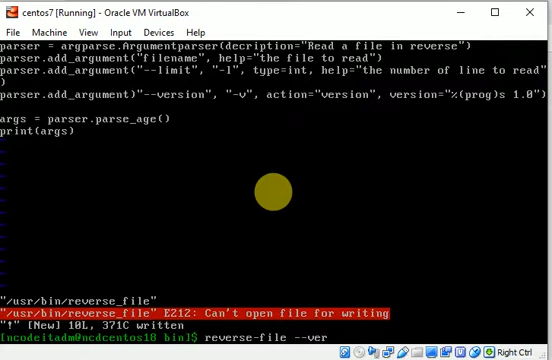 centos7 [Running] - Oracle VM VirtualBox
File Machine View Input Devices Help
parser = argparse.Argumentparser(decription="Read a file in reverse")
parser.add_argument("filename", help="the file to read")
parser.add_argument("--limit", "-l", type=int, help="the number of line to read"
)
parser.add_argument)"--version", "-v", action="version", version="%(prog)s 1.0")
args = parser.parse_age()
print(args)
"/usr/bin/reverse_file"
"/usr/bin/reverse_file" E212: Can't open file for writing
"!" [New] 10L, 371C written
[ncodeitadm@ncdcentos18 bin]$ reverse-file --ver
Right Ctrl